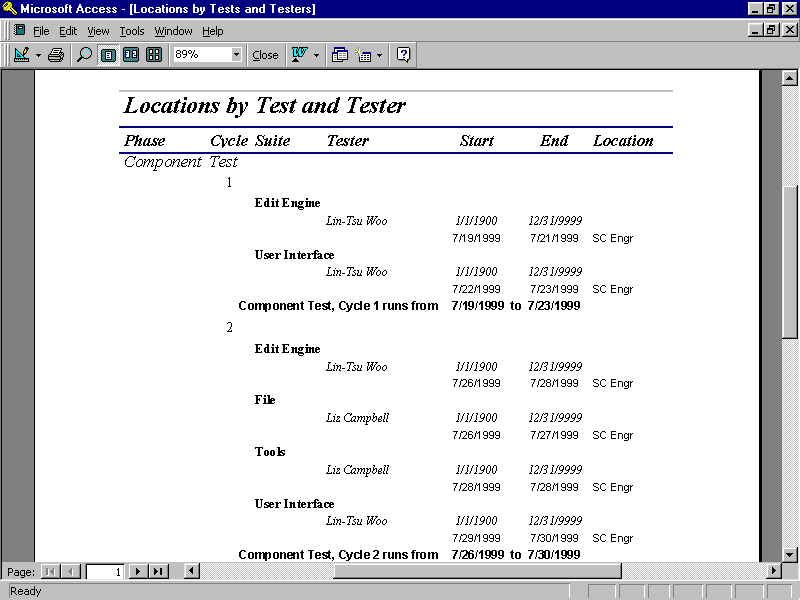 Microsoft Access - [Locations by Tests and Testers]
File Edit View Tools Window Help
89% Close W ?
Locations by Test and Tester
Phase Cycle Suite Tester Start End Location
Component Test
1
Edit Engine
Lin-Tsu Woo 1/1/1900 12/31/9999
7/19/1999 7/21/1999 SC Engr
User Interface
Lin-Tsu Woo 1/1/1900 12/31/9999
7/22/1999 7/23/1999 SC Engr
Component Test, Cycle 1 runs from 7/19/1999 to 7/23/1999
2
Edit Engine
Lin-Tsu Woo 1/1/1900 12/31/9999
7/26/1999 7/28/1999 SC Engr
File
Liz Campbell 1/1/1900 12/31/9999
7/26/1999 7/27/1999 SC Engr
Tools
Liz Campbell 1/1/1900 12/31/9999
7/28/1999 7/28/1999 SC Engr
User Interface
Lin-Tsu Woo 1/1/1900 12/31/9999
7/29/1999 7/30/1999 SC Engr
Component Test, Cycle 2 runs from 7/26/1999 to 7/30/1999
Page: 1
Ready